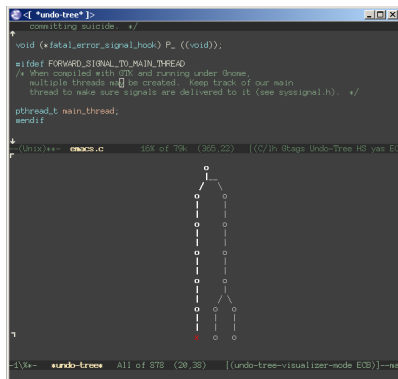 <[ *undo-tree* ]>
committing suicide. */
void (*fatal_error_signal_hook) P_ ((void));
#ifdef FORWARD_SIGNAL_TO_MAIN_THREAD
/* When compiled with GTK and running under Gnome,
multiple threads may be created. Keep track of our main
thread to make sure signals are delivered to it (see syssignal.h). */
pthread_t main_thread;
#endif
--(Unix)**- emacs.c 16% of 79k (365,22) |(C/lh Gtags Undo-Tree HS yas EC
o
o o
o o
o o
o o
o o o
o o
-1\%*- *undo-tree* All of 878 (20,38) |(undo-tree-visualizer-mode ECB)]--ma